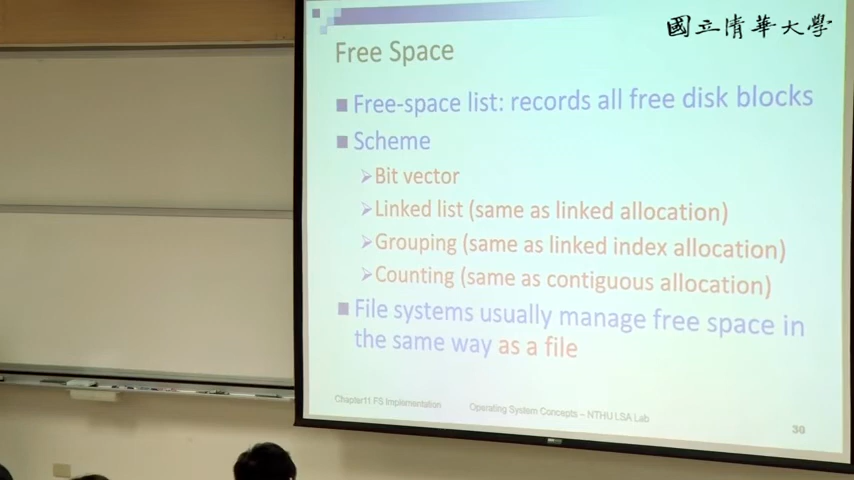 國立清華大學
Free Space
Free-space list: records all free disk blocks
Scheme
Bit vector
Linked list (same as linked allocation)
Grouping (same as linked index allocation)
Counting (same as contiguous allocation)
File systems usually manage free space in
the same way as a file
Chapter11 FS Implementation
Operating System Concepts – NTHU LSA Lab
30